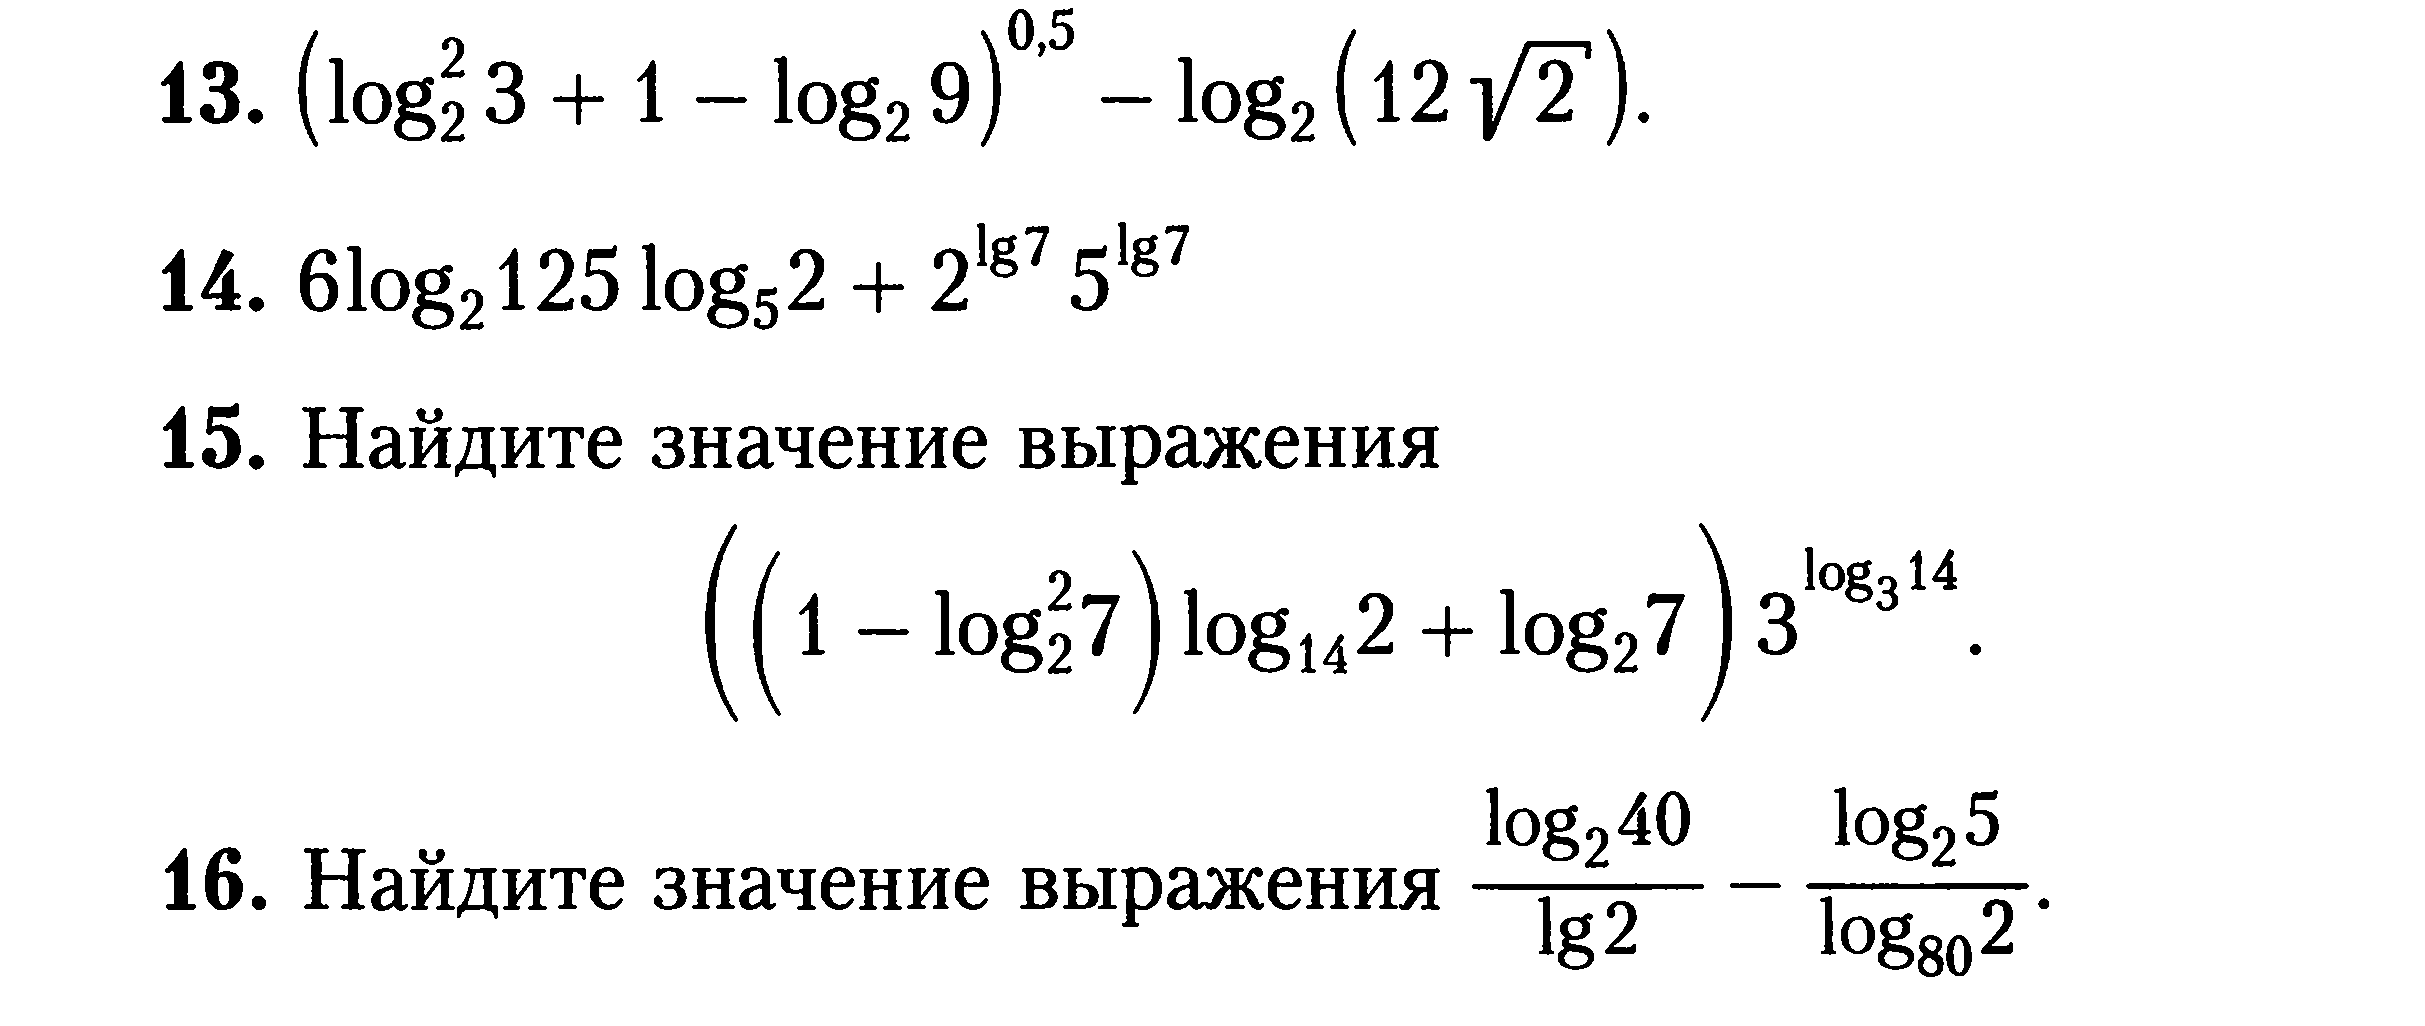 13. (log₂² 3 + 1 − log₂ 9)^0,5 − log₂ (12 √2).
14. 6log₂125 log₅2 + 2^lg7 5^lg7
15. Найдите значение выражения
((1 − log₂²7) log₁₄2 + log₂7) 3^log₃14.
16. Найдите значение выражения log₂40/lg2 − log₂5/log₈₀2.